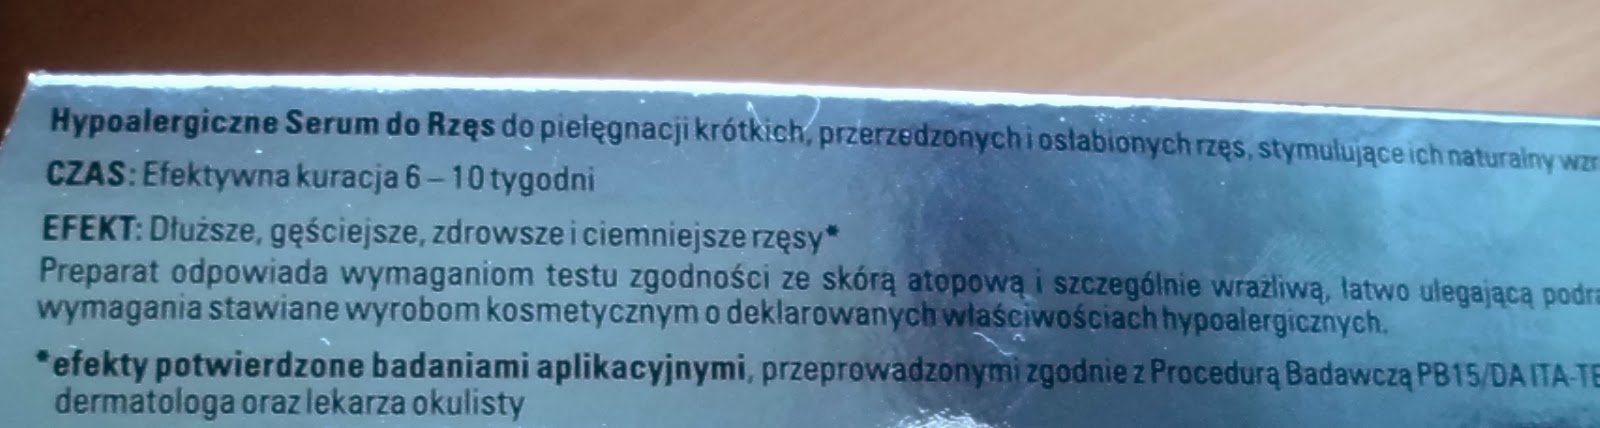 Hypoalergiczne Serum do Rzęs do pielęgnacji krótkich, przerzedzonych i osłabionych rzęs, stymulujące ich naturalny
CZAS: Efektywna kuracja 6 – 10 tygodni
EFEKT: Dłuższe, gęściejsze, zdrowsze i ciemniejsze rzęsy*
Preparat odpowiada wymaganiom testu zgodności ze skórą atopową i szczególnie wrażliwą, łatwo ulegającą
wymagania stawiane wyrobom kosmetycznym o deklarowanych właściwościach hypoalergicznych.
*efekty potwierdzone badaniami aplikacyjnymi, przeprowadzonymi zgodnie z Procedurą Badawczą PB15/DA ITA-TE
dermatologa oraz lekarza okulisty